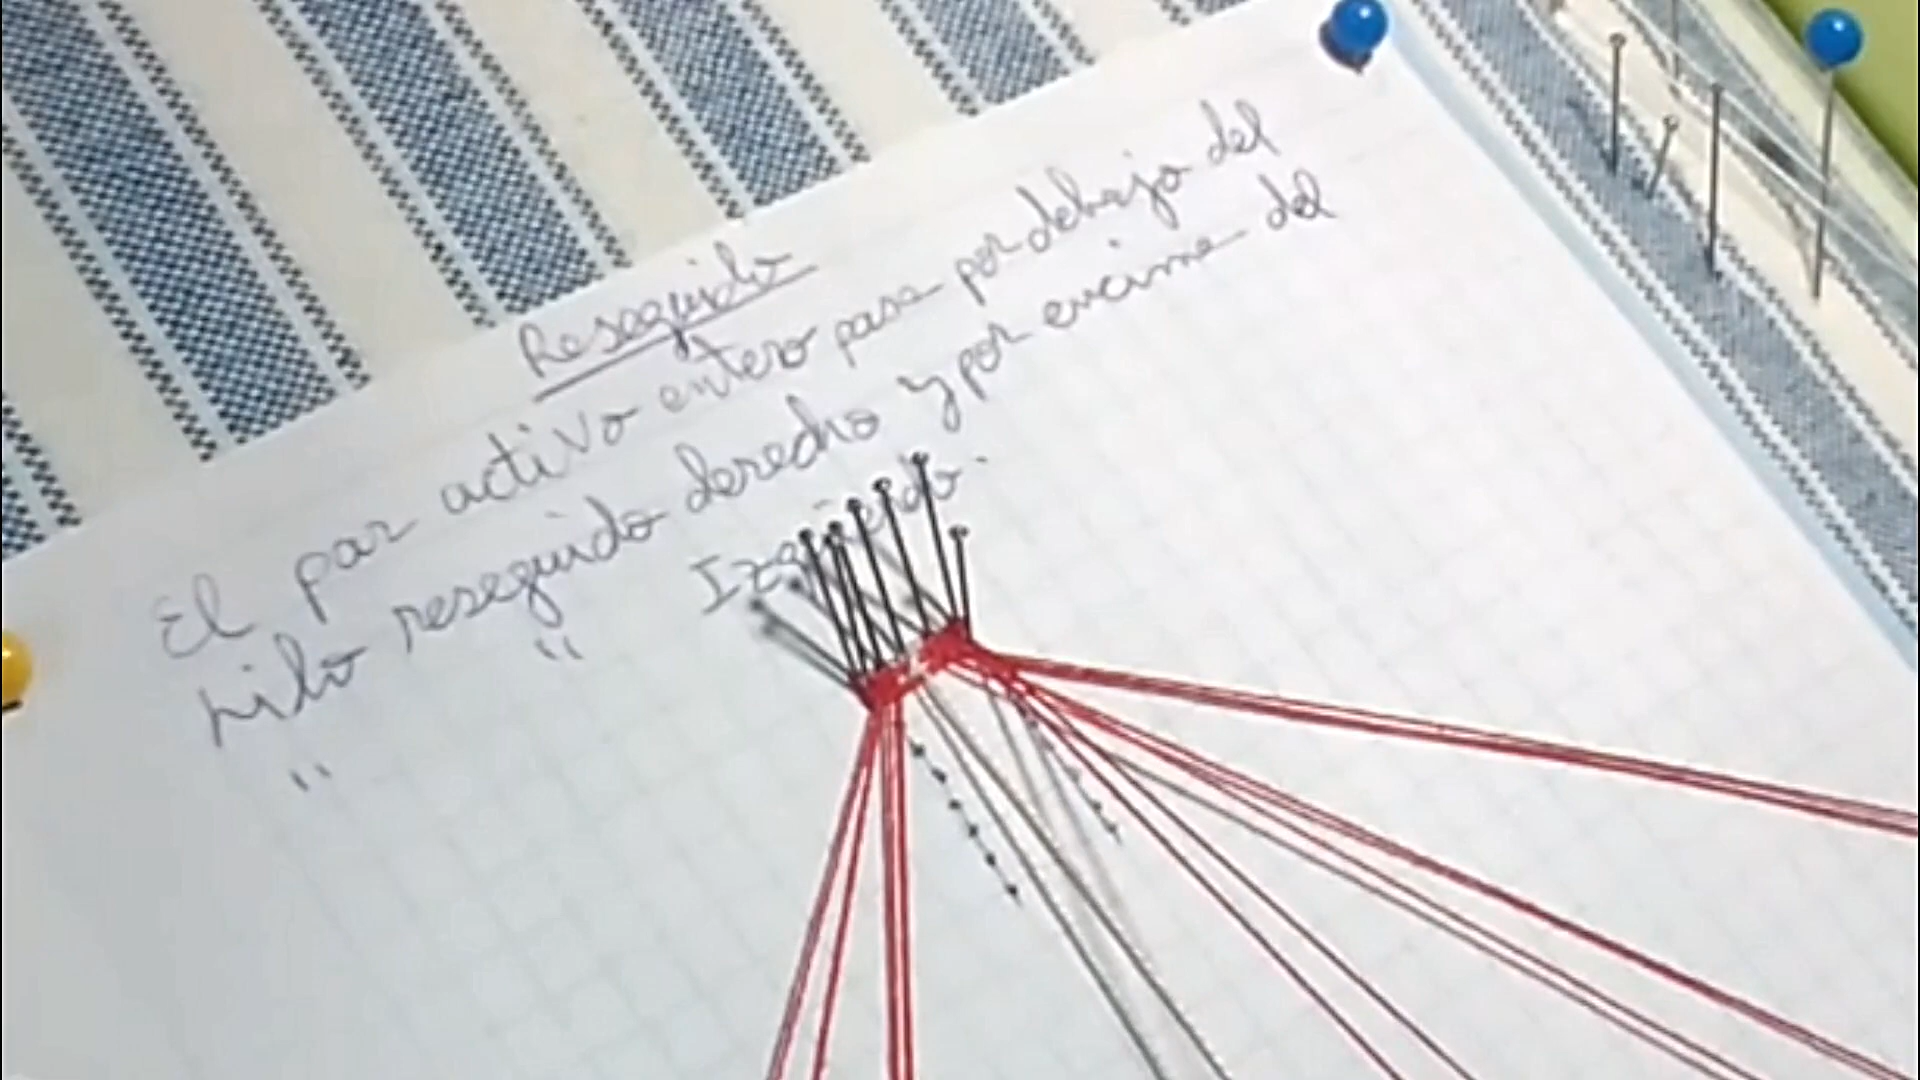 Reseguido
El par activo entero pasa por debajo del
hilo reseguido derecho y por encima del
" " Izquierdo.